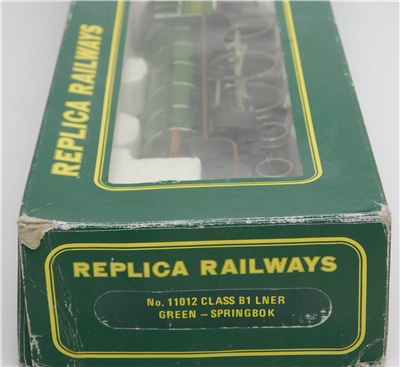 REPLICA RAILWAYS
REPLICA RAILWAYS
No. 11012 CLASS B1 LNER
GREEN – SPRINGBOK